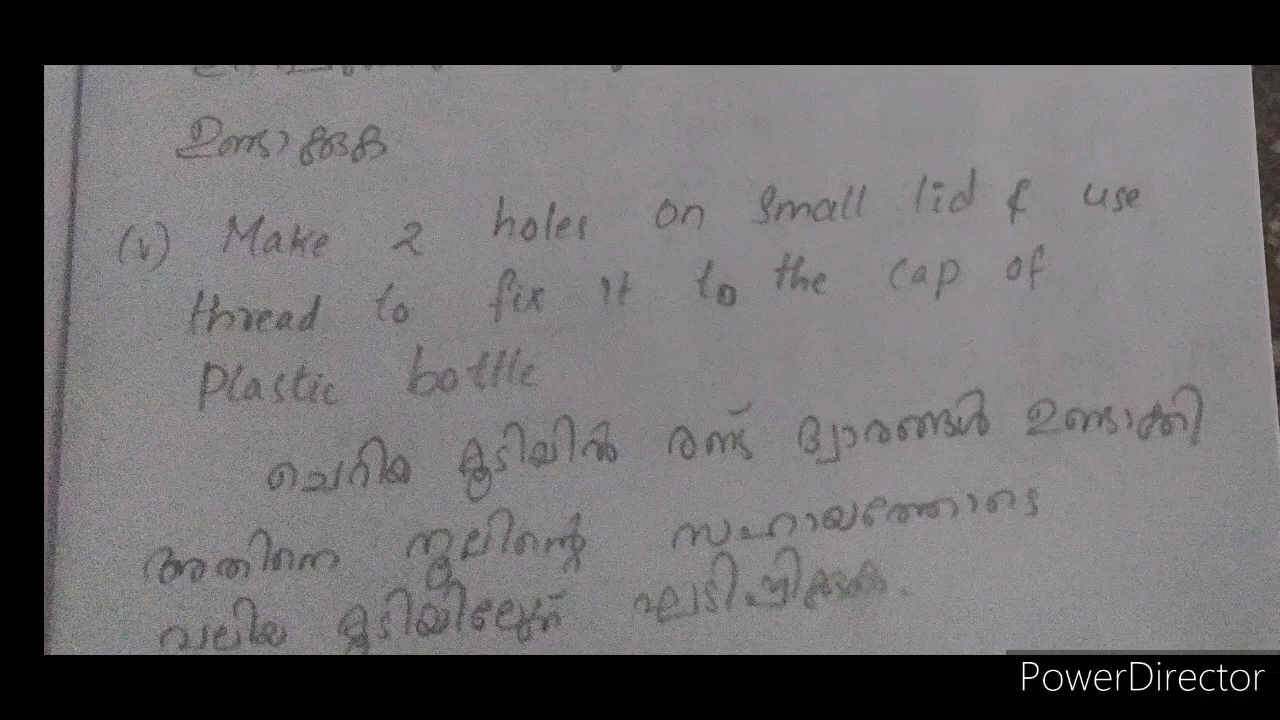 ഉണ്ടാക്കുക
(v) Make 2 holes on small lid & use
thread to fix it to the cap of
plastic bottle
ചെറിയ മൂടിയിൽ രണ്ട് ദ്വാരങ്ങൾ ഉണ്ടാക്കി
അതിനെ നൂലിന്റെ സഹായത്തോടെ
വലിയ മൂടിയിലേക്ക് ഘടിപ്പിക്കുക.
PowerDirector